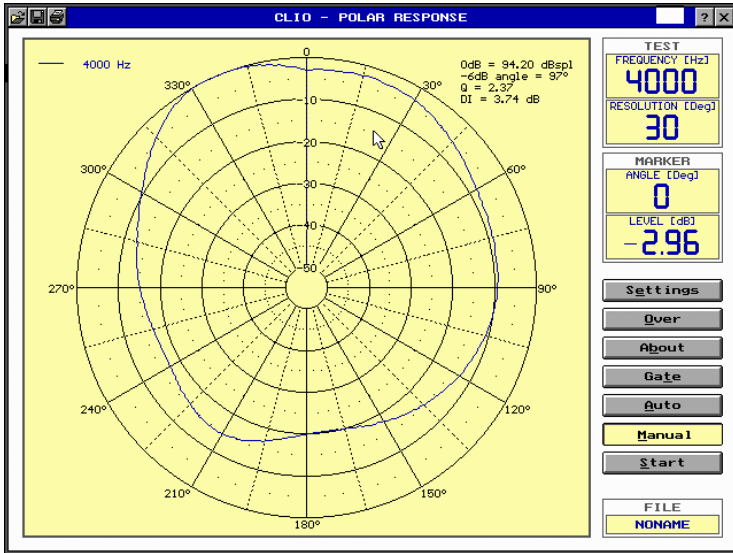 CLIO - POLAR RESPONSE
? ×
4000 Hz
0dB = 94.20 dBspl
-6dB angle = 97°
Q = 2.37
DI = 3.74 dB
0
330°
30°
-10
-20
300°
60°
-30
-40
-50
270°
90°
240°
120°
210°
150°
180°
TEST
FREQUENCY [Hz]
4000
RESOLUTION [Deg]
30
MARKER
ANGLE [Deg]
0
LEVEL [dB]
-2.96
Settings
Over
About
Gate
Auto
Manual
Start
FILE
NONAME